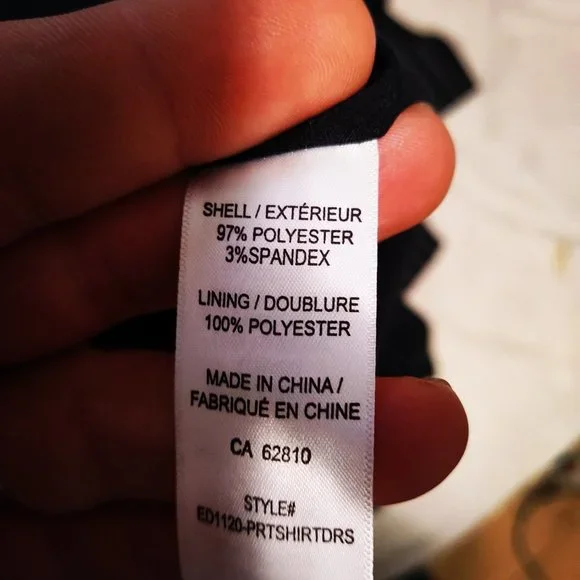 SHELL / EXTÉRIEUR
97% POLYESTER
3%SPANDEX
LINING / DOUBLURE
100% POLYESTER
MADE IN CHINA /
FABRIQUÉ EN CHINE
CA 62810
STYLE#
ED1120-PRTSHIRTDRS